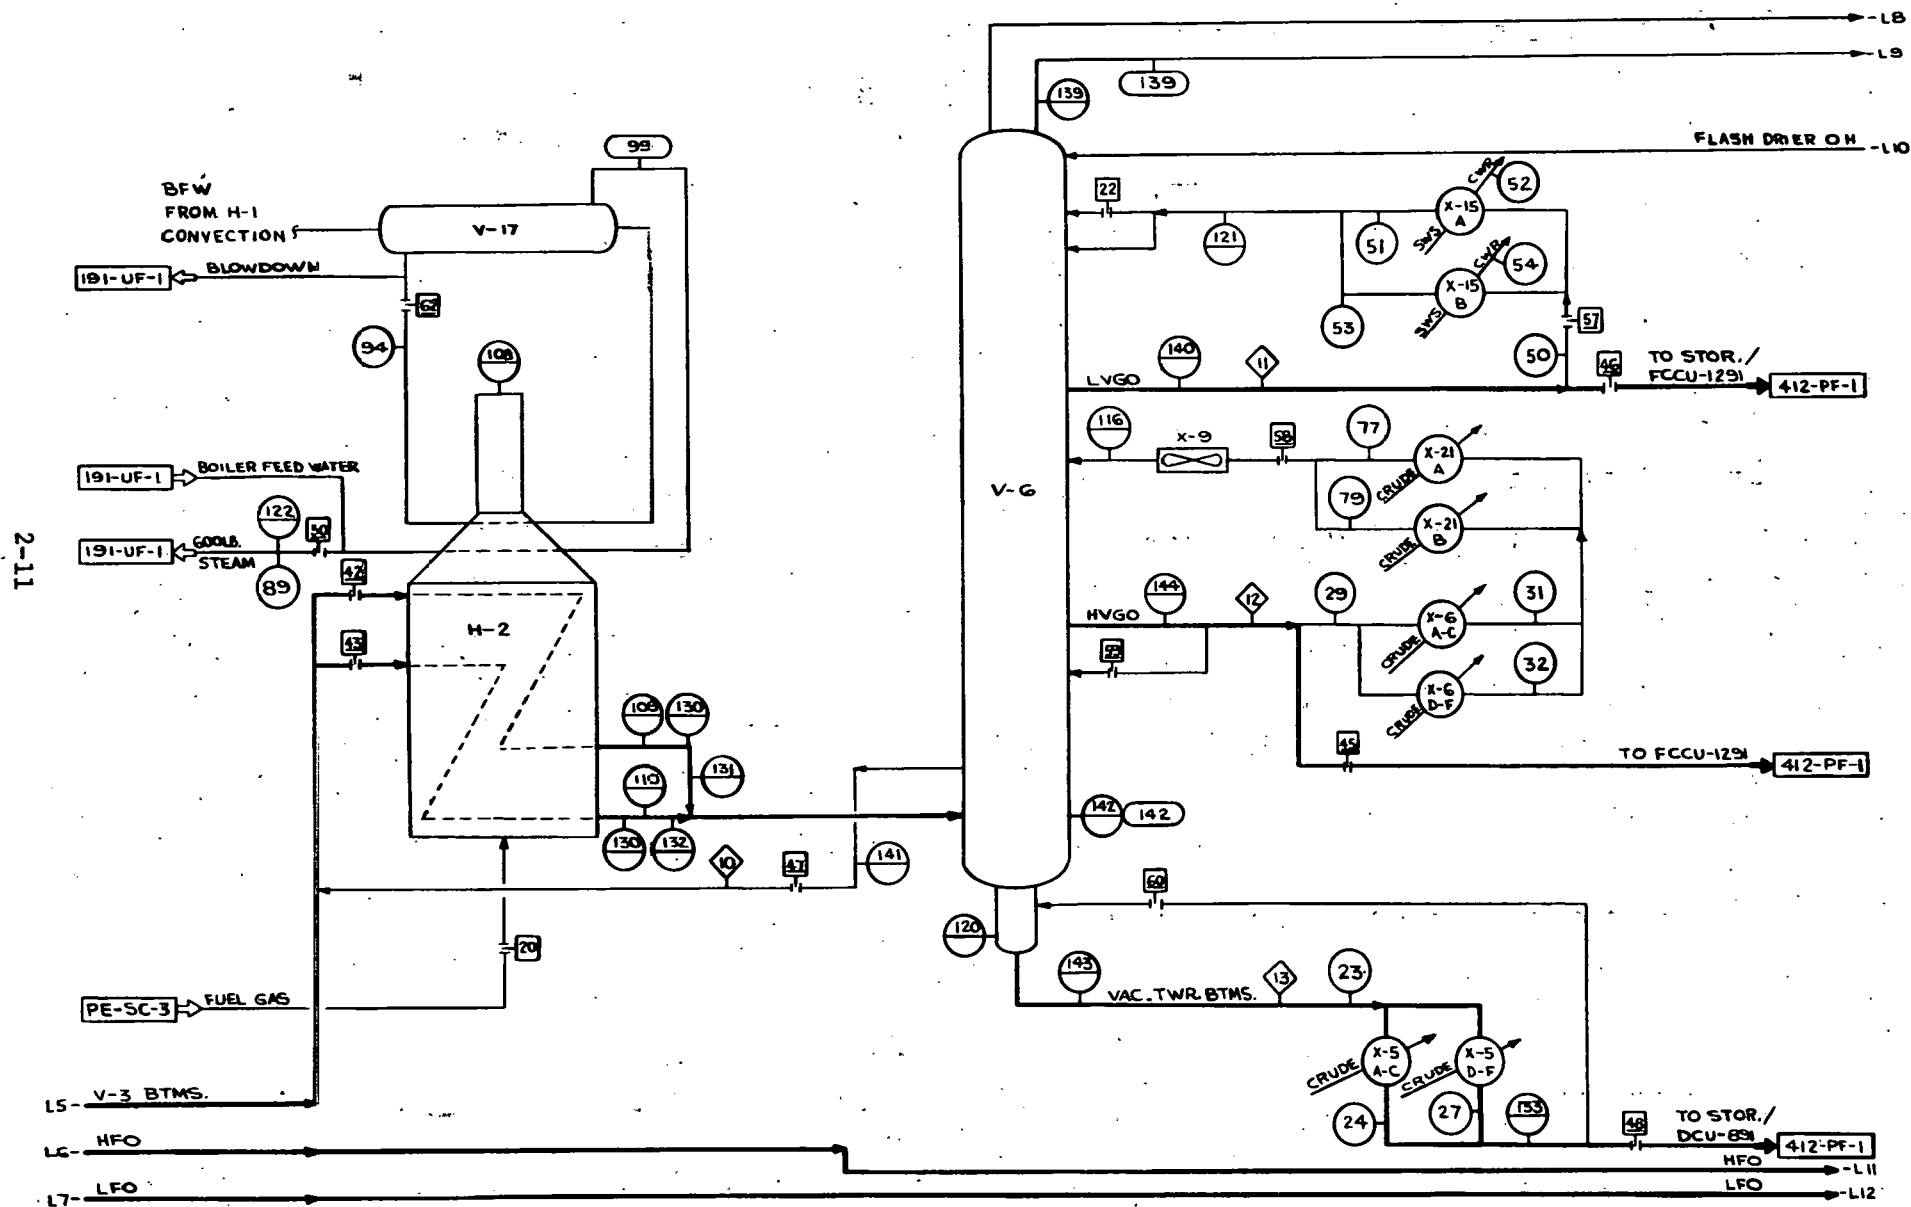 L8
L9
139
139
99
FLASH DRIER OH
L10
BFW
FROM H-1
CONVECTION
V-17
22
CWR
52
X-15
A
SWS
121
51
191-UF-1
BLOWDOWN
CWR
54
X-15
B
SWS
94
53
57
108
140
11
50
46
TO STOR./
FCCU-1291
LVGO
412-PF-1
116
X-9
58
77
X-21
A
CRUDE
191-UF-1
BOILER FEED WATER
V-6
79
X-21
B
CRUDE
122
50
191-UF-1
600LB.
STEAM
89
42
144
12
29
31
HVGO
X-6
A-C
CRUDE
H-2
43
32
X-6
D-F
CRUDE
2-11
108
130
45
TO FCCU-1291
412-PF-1
131
110
142
142
130
132
10
47
141
60
120
20
143
13
23
VAC. TWR. BTMS.
PE-SC-3
FUEL GAS
X-5
A-C
CRUDE
X-5
D-F
CRUDE
L5-
V-3 BTMS.
24
27
133
48
TO STOR./
DCU-891
412-PF-1
L6-
HFO
HFO
-L11
L7-
LFO
LFO
-L12